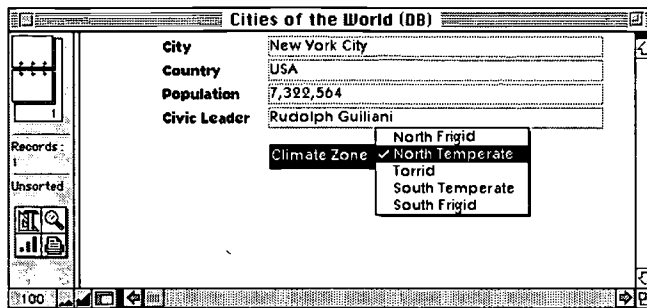 Cities of the World (DB)
City New York City
Country USA
Population 7,322,564
Civic Leader Rudolph Guiliani
1
Records:
1
Unsorted
Climate Zone
North Frigid
✓ North Temperate
Torrid
South Temperate
South Frigid
100